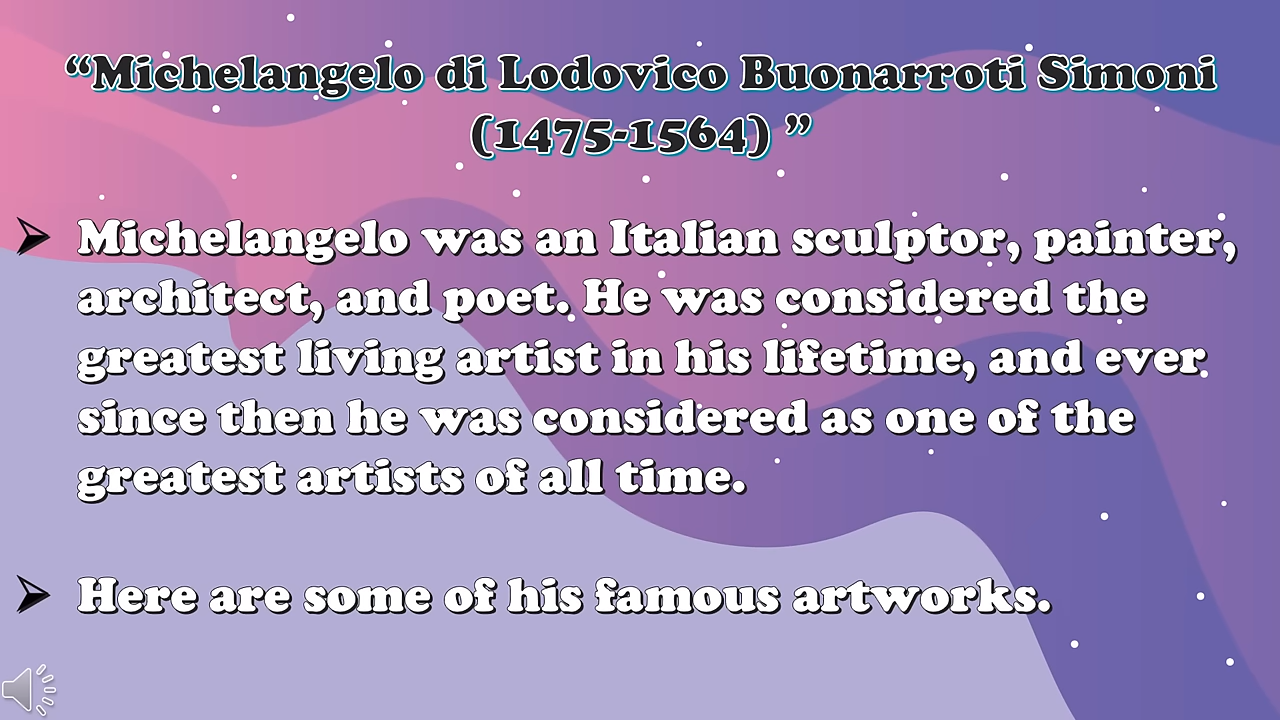 “Michelangelo di Lodovico Buonarroti Simoni
(1475-1564) ”
➢ Michelangelo was an Italian sculptor, painter,
architect, and poet. He was considered the
greatest living artist in his lifetime, and ever
since then he was considered as one of the
greatest artists of all time.
➢ Here are some of his famous artworks.